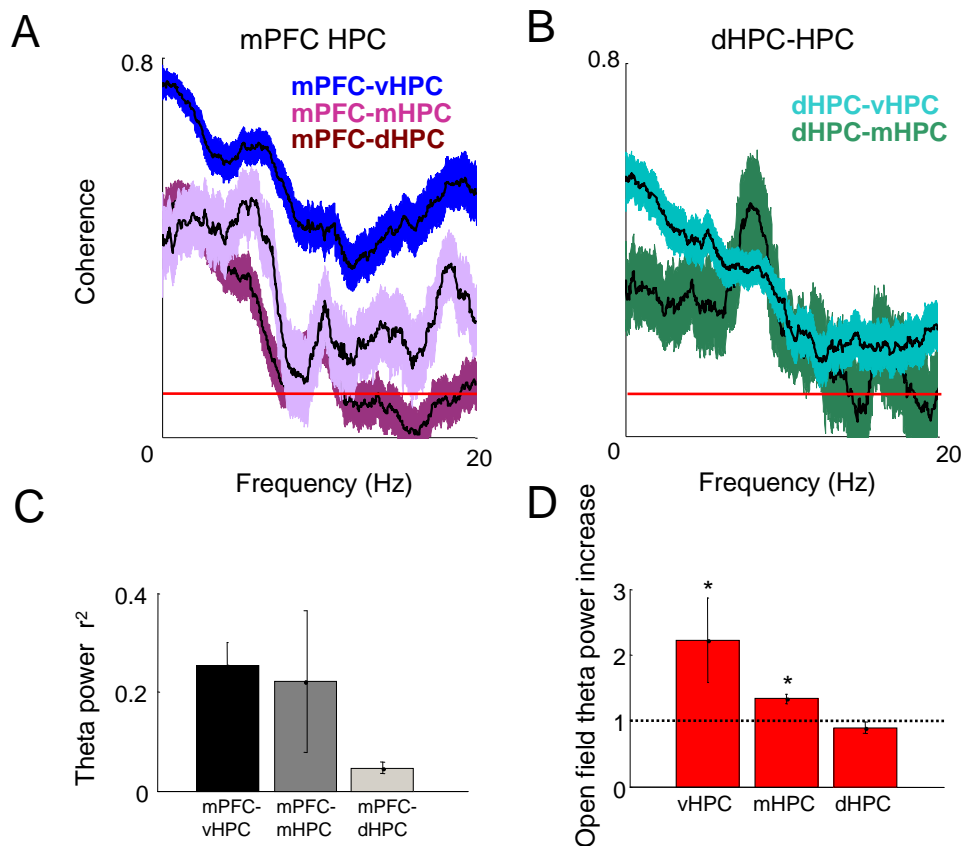 A
mPFC HPC
0.8
mPFC-vHPC
mPFC-mHPC
mPFC-dHPC
Coherence
0
20
Frequency (Hz)
B
dHPC-HPC
0.8
dHPC-vHPC
dHPC-mHPC
0
20
Frequency (Hz)
C
Theta power r²
0.4
0.2
0
mPFC-
vHPC
mPFC-
mHPC
mPFC-
dHPC
D
Open field theta power increase
3
2
1
0
*
*
vHPC
mHPC
dHPC